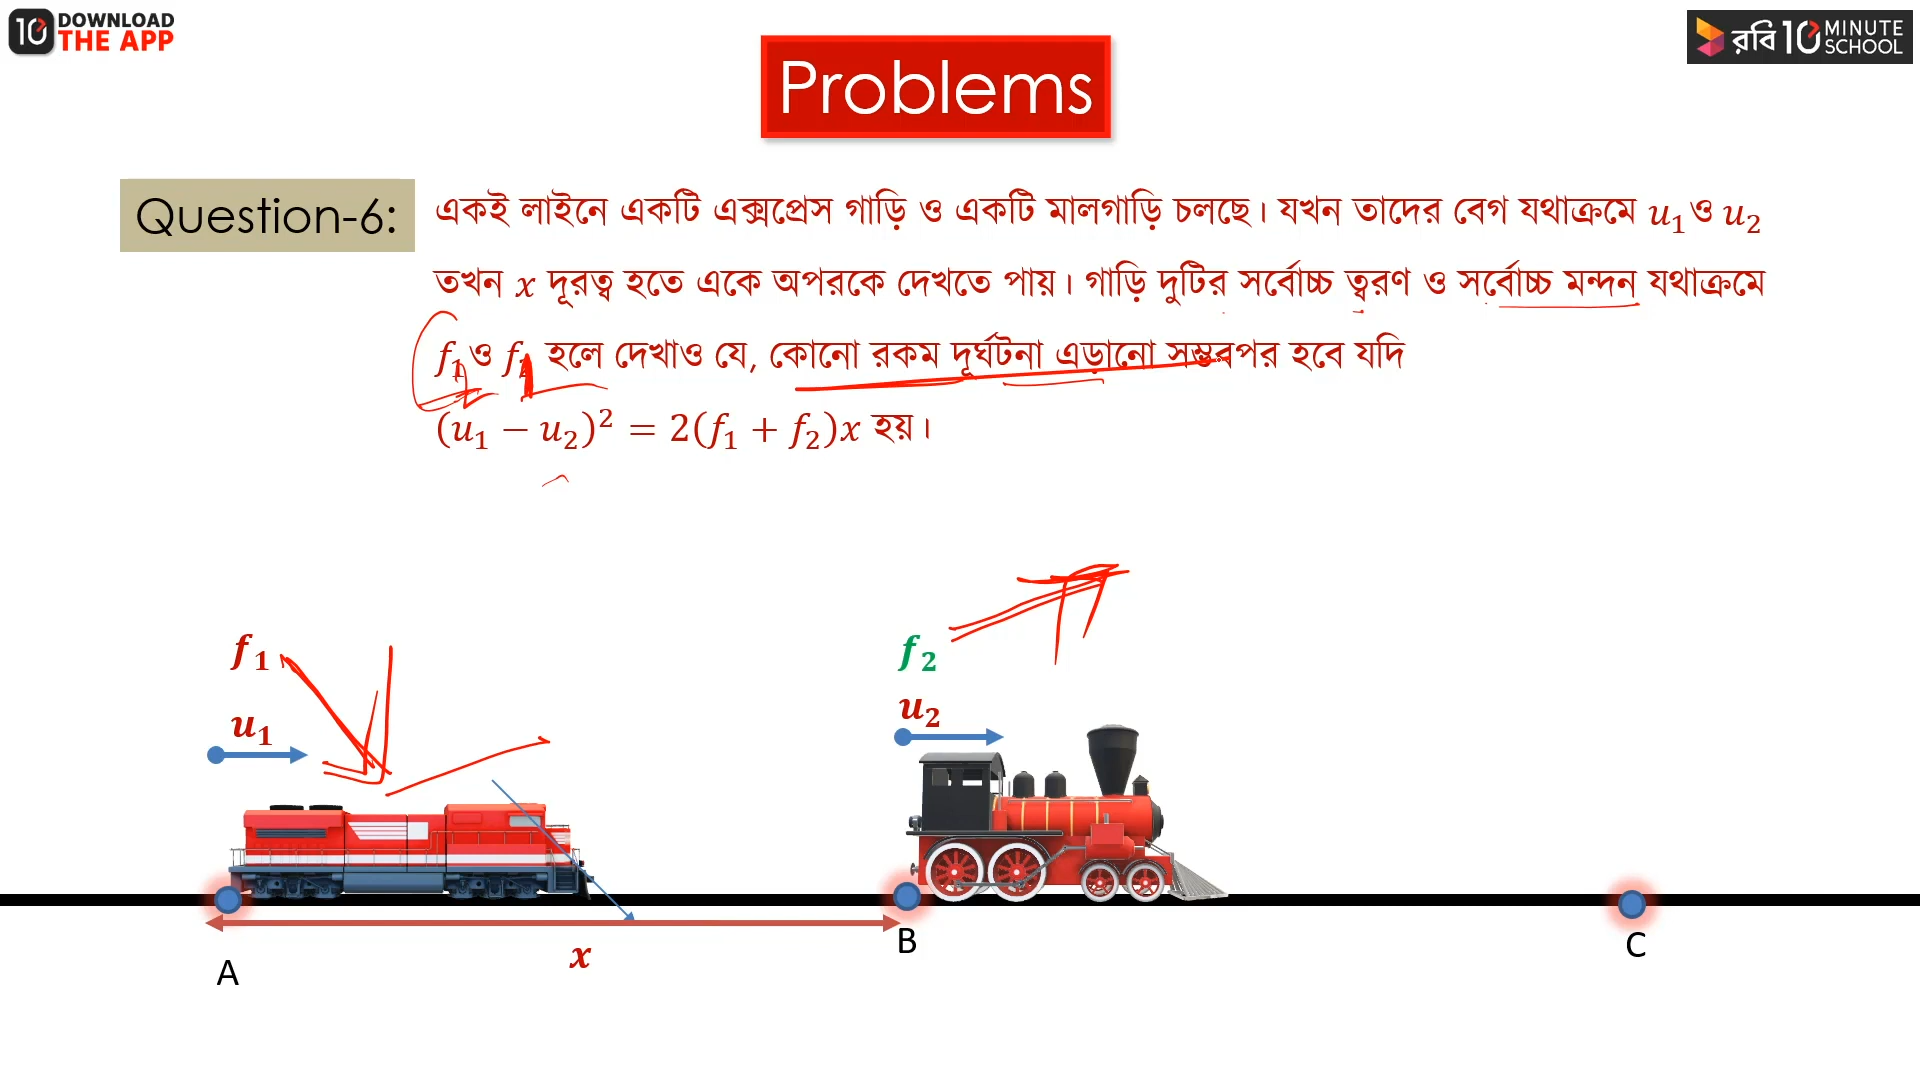 10 DOWNLOAD THE APP
রবি 10 MINUTE SCHOOL
Problems
Question-6:
একই লাইনে একটি এক্সপ্রেস গাড়ি ও একটি মালগাড়ি চলছে। যখন তাদের বেগ যথাক্রমে u₁ও u₂
তখন x দূরত্ব হতে একে অপরকে দেখতে পায়। গাড়ি দুটির সর্বোচ্চ ত্বরণ ও সর্বোচ্চ মন্দন যথাক্রমে
f₁ও f₂ হলে দেখাও যে, কোনো রকম দূর্ঘটনা এড়ানো সম্ভবপর হবে যদি
(u₁ − u₂)² = 2(f₁ + f₂)x হয়।
f₁
f₂
u₁
u₂
x
A
B
C